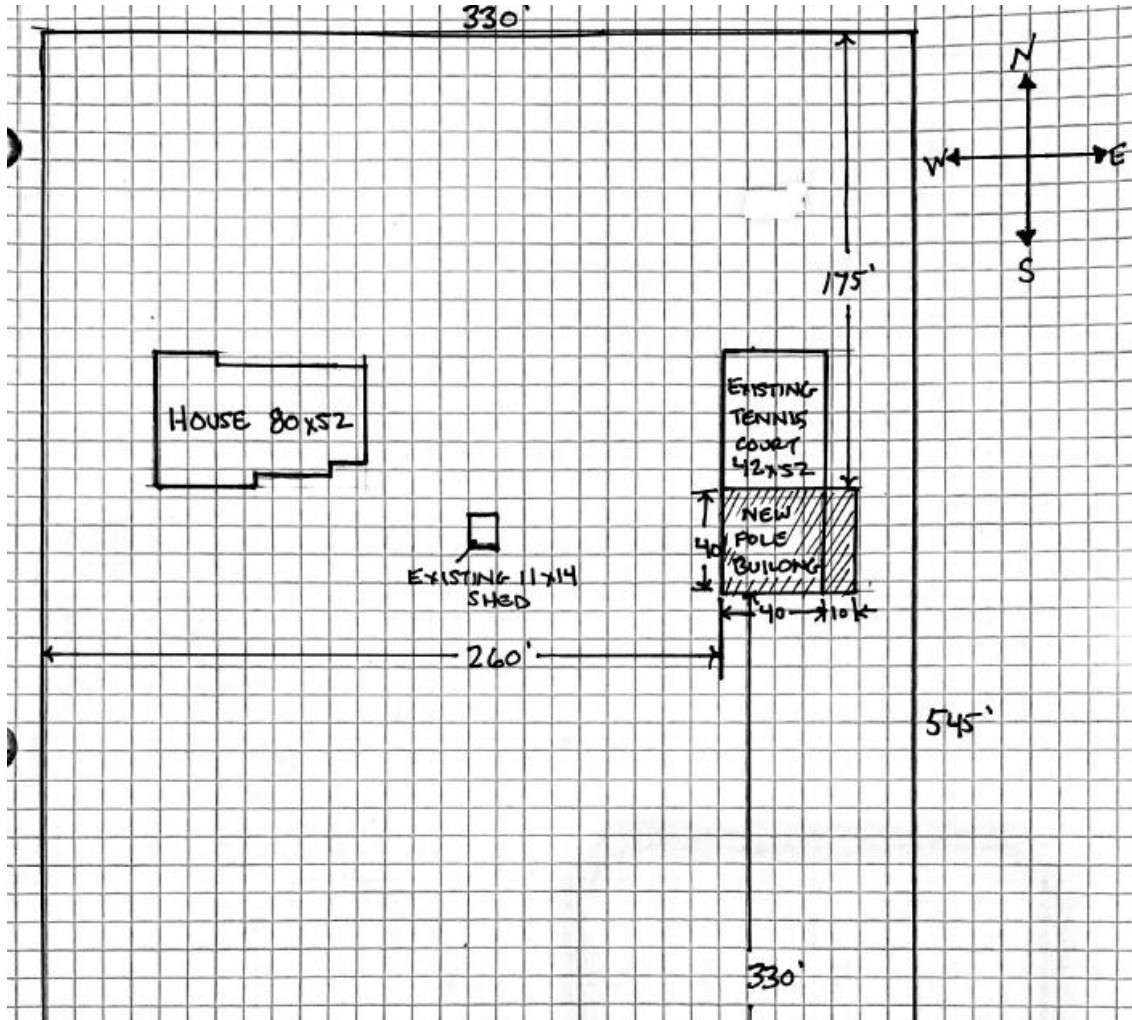 330'
N
W
E
S
175'
HOUSE 80x52
EXISTING
TENNIS
COURT
42x52
40
NEW
POLE
BUILDNG
EXISTING 11x14
SHED
40
10
260'
545'
330'